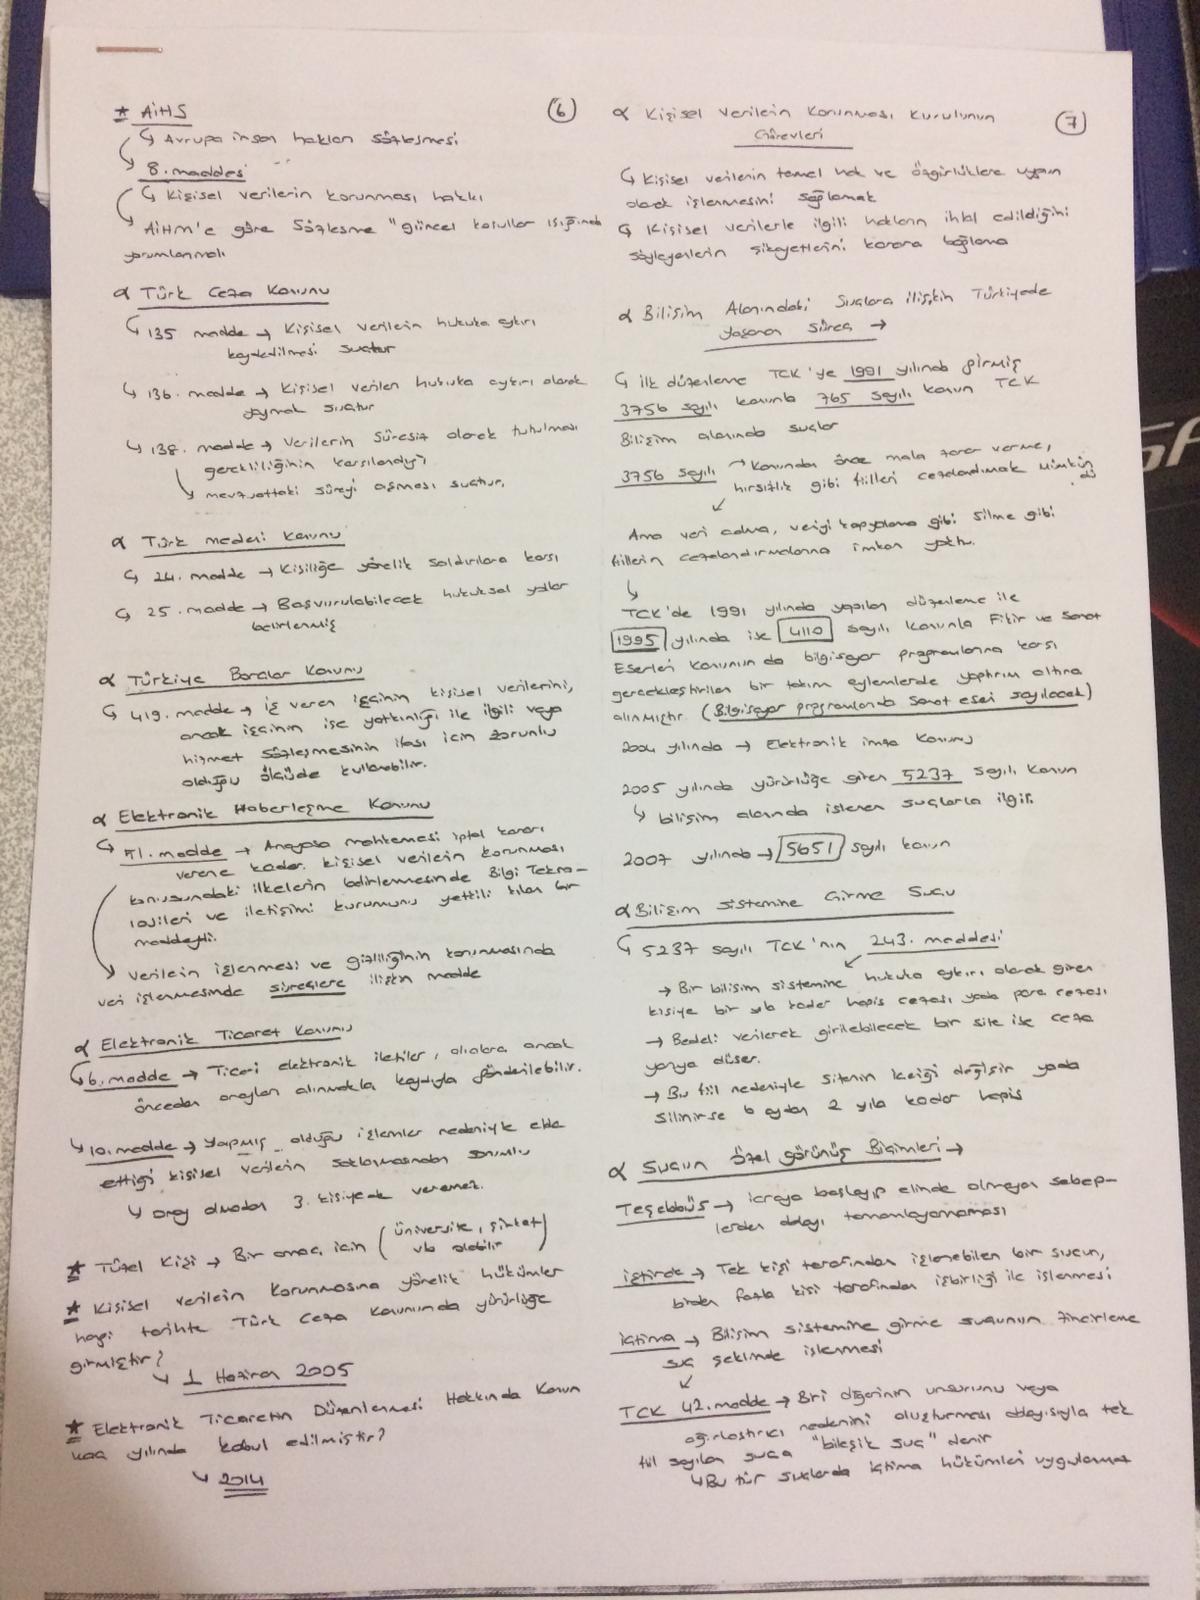 * AİHS
6
↳ Avrupa insan hakları sözleşmesi
8. maddesi
↳ Kişisel verilerin korunması hakkı
AİHM'e göre Sözleşme "güncel koşullar ışığında
yorumlanmalı
α Türk Ceza Kanunu
↳ 135 madde → Kişisel verilerin hukuka aykırı
kaydedilmesi suçtur
↳ 136. madde → Kişisel verileri hukuka aykırı olarak
yaymak suçtur
↳ 138. madde → Verilerin süresiz olarak tutulması
gerekliliğinin karşılandığı
mevzuattaki süreyi aşması suçtur.
α Türk medeni Kanunu
↳ 24. madde → Kişiliğe yönelik saldırılara karşı
↳ 25. madde → Başvurulabilecek hukuksal yollar
belirlenmiş
α Türkiye Borçlar Kanunu
↳ 419. madde → İş veren işçinin kişisel verilerini,
ancak işçinin işe yatkınlığı ile ilgili veya
hizmet sözleşmesinin ifası için zorunlu
olduğu ölçüde kullanabilir.
α Elektronik Haberleşme Kanunu
↳ 51. madde → Anayasa mahkemesi iptal kararı
verene kadar. kişisel verilerin korunması
konusundaki ilkelerin belirlenmesinde Bilgi Tekno-
lojileri ve iletişimi kurumunu yetkili kılan bir
maddeydi.
Verilerin işlenmesi ve gizliliğinin korunmasında
veri işlenmesinde süreçlere ilişkin madde
α Elektronik Ticaret Kanunu
↳ 6. madde → Ticari elektronik iletiler, alıcılara ancak
önceden onayları alınmakla kaydıyla gönderilebilir.
↳ 10. madde → Yapmış olduğu işlemler nedeniyle elde
ettiği kişisel verilerin saklanmasından sorumlu
↳ onay olmadan 3. kişiye de veremez.
* Tüzel Kişi → Bir amaç için (üniversite, şirket
vb olabilir)
* Kişisel verilerin korunmasına yönelik hükümler
hangi tarihte Türk Ceza Kanununda yürürlüğe
girmiştir?
↳ 1 Haziran 2005
* Elektronik Ticaretin Düzenlenmesi Hakkında Kanun
kaç yılında kabul edilmiştir?
↳ 2014
α Kişisel Verilerin Korunması Kurulunun
Görevleri
7
↳ Kişisel verilerin temel hak ve özgürlüklere uygun
olarak işlenmesini sağlamak
↳ Kişisel verilerle ilgili hakların ihlal edildiğini
söyleyenlerin şikayetlerini karara bağlama
α Bilişim Alanındaki Suçlara ilişkin Türkiyede
Yaşanan Süreç →
↳ ilk düzenleme TCK'ye 1991 yılında girmiş
3756 sayılı kanunla 765 sayılı kanun TCK
Bilişim alanında suçlar
3756 sayılı → Kanundan önce mala zarar verme,
hırsızlık gibi fiilleri cezalandırmak mümkün
dü
Ama veri çalma, veriyi kopyalama gibi silme gibi
fiillerin cezalandırmalarına imkan yoktu.
TCK'de 1991 yılında yapılan düzenleme ile
1995 yılında ise 4110 sayılı kanunla Fikir ve Sanat
Eserleri Kanunun da bilgisayar programlarına karşı
gerçekleştirilen bir takım eylemlerde yaptırım altına
alınmıştır (Bilgisayar programlarında sanat eseri sayılacak)
2004 yılında → Elektronik imza Kanunu
2005 yılında yürürlüğe giren 5237 sayılı kanun
↳ bilişim alanında işlenen suçlarla ilgili
2007 yılında → 5651 sayılı kanun
α Bilişim Sistemine Girme Suçu
↳ 5237 sayılı TCK'nın 243. maddesi
→ Bir bilişim sistemine hukuka aykırı olarak giren
kişiye bir yıla kadar hapis cezası yada para cezası
→ Bedeli verilerek girilebilecek bir site ise ceza
yarıya düşer.
→ Bu fiil nedeniyle sitenin içeriği değişir yada
silinirse 6 aydan 2 yıla kadar hapis
α Suçun Özel Görünüş Biçimleri →
Teşebbüs → icraya başlayıp elinde olmayan sebep-
lerden dolayı tamamlayamaması
iştirak → Tek kişi tarafından işlenebilen bir suçun,
birden fazla kişi tarafından işbirliği ile işlenmesi
içtima → Bilişim sistemine girme suçunun zincirleme
suç şeklinde işlenmesi
TCK 42. madde → Biri diğerinin unsurunu veya
ağırlaştırıcı nedenini oluşturması dolayısıyla tek
fiil sayılan suça "bileşik suç" denir
↳ Bu tür suçlarda içtima hükümleri uygulanmaz